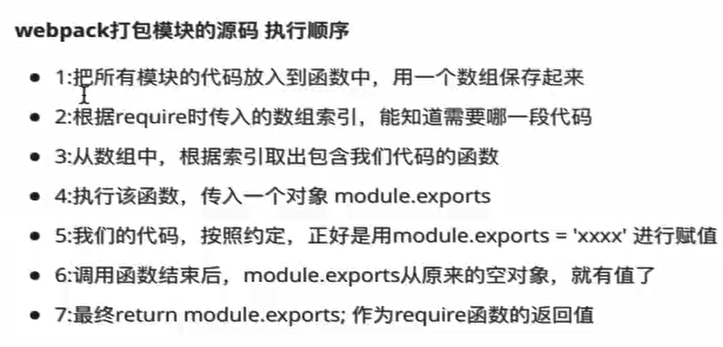 webpack打包模块的源码 执行顺序
1:把所有模块的代码放入到函数中，用一个数组保存起来
2:根据require时传入的数组索引，能知道需要哪一段代码
3:从数组中，根据索引取出包含我们代码的函数
4:执行该函数，传入一个对象 module.exports
5:我们的代码，按照约定，正好是用module.exports = 'xxxx' 进行赋值
6:调用函数结束后，module.exports从原来的空对象，就有值了
7:最终return module.exports; 作为require函数的返回值